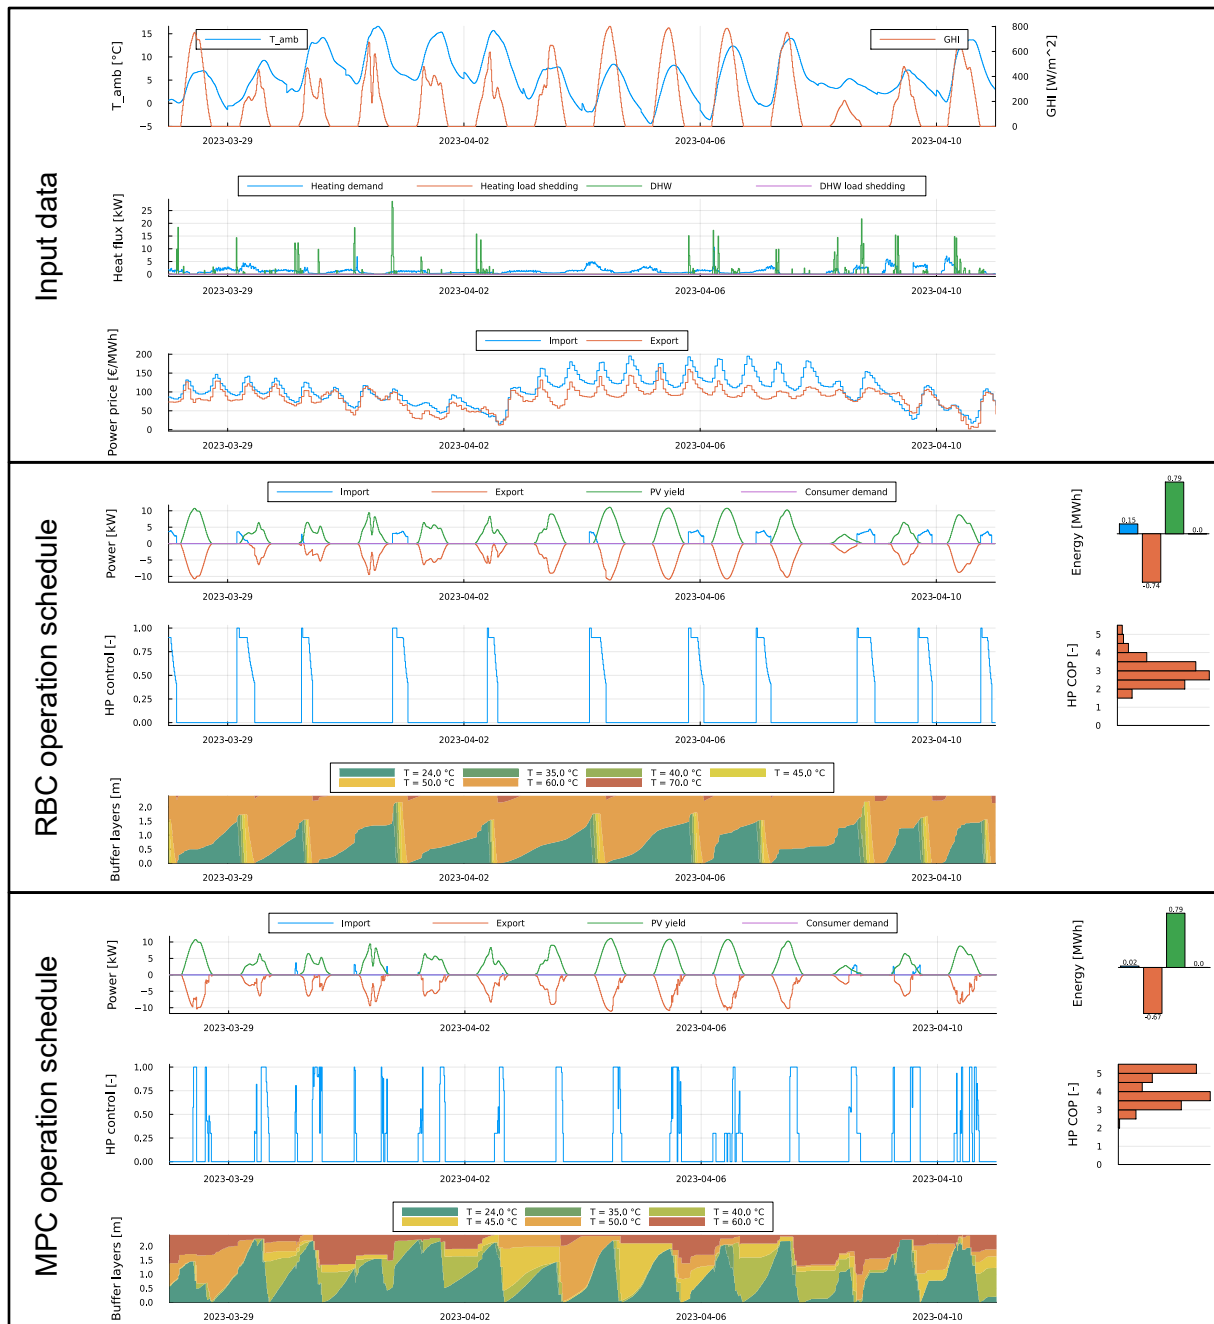 Input data
T_amb
GHI
T_amb [°C]
15
10
5
0
−5
800
600
400
200
0
GHI [W/m^2]
2023-03-29
2023-04-02
2023-04-06
2023-04-10
Heating demand
Heating load shedding
DHW
DHW load shedding
Heat flux [kW]
25
20
15
10
5
0
2023-03-29
2023-04-02
2023-04-06
2023-04-10
Import
Export
Power price [€/MWh]
200
150
100
50
0
2023-03-29
2023-04-02
2023-04-06
2023-04-10
RBC operation schedule
Import
Export
PV yield
Consumer demand
Power [kW]
10
5
0
−5
−10
2023-03-29
2023-04-02
2023-04-06
2023-04-10
Energy [MWh]
0.15
-0.74
0.79
0.0
HP control [-]
1,00
0.75
0.50
0.25
0.00
2023-03-29
2023-04-02
2023-04-06
2023-04-10
HP COP [-]
5
4
3
2
1
0
T = 24,0 °C
T = 35,0 °C
T = 40,0 °C
T = 45,0 °C
T = 50.0 °C
T = 60.0 °C
T = 70.0 °C
Buffer layers [m]
2.0
1.5
1.0
0.5
0.0
2023-03-29
2023-04-02
2023-04-06
2023-04-10
MPC operation schedule
Import
Export
PV yield
Consumer demand
Power [kW]
10
5
0
−5
−10
2023-03-29
2023-04-02
2023-04-06
2023-04-10
Energy [MWh]
0.02
-0.67
0.79
0.0
HP control [-]
1,00
0.75
0.50
0.25
0.00
2023-03-29
2023-04-02
2023-04-06
2023-04-10
HP COP [-]
5
4
3
2
1
0
T = 24,0 °C
T = 35,0 °C
T = 40,0 °C
T = 45.0 °C
T = 50.0 °C
T = 60.0 °C
Buffer layers [m]
2.0
1.5
1.0
0.5
0.0
2023-03-29
2023-04-02
2023-04-06
2023-04-10